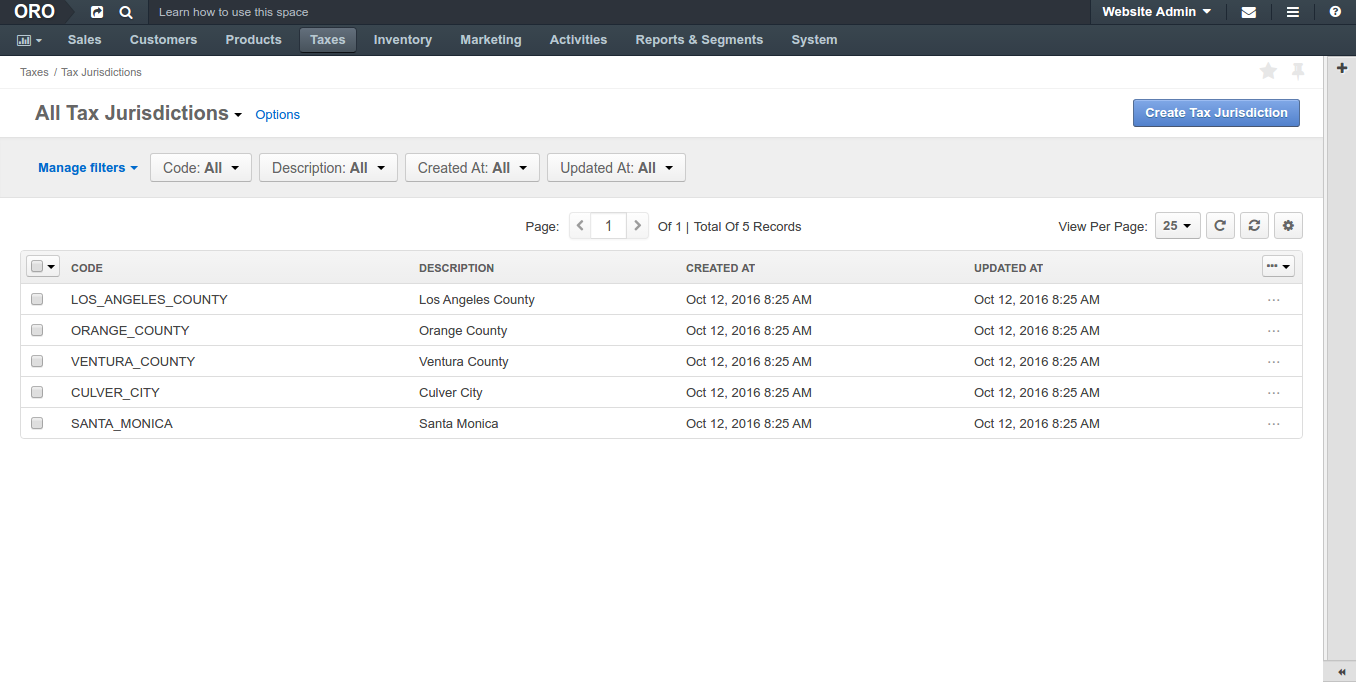 ORO Learn how to use this space Website Admin
Sales Customers Products Taxes Inventory Marketing Activities Reports & Segments System
Taxes / Tax Jurisdictions
All Tax Jurisdictions Options Create Tax Jurisdiction
Manage filters Code: All Description: All Created At: All Updated At: All
Page: 1 Of 1 | Total Of 5 Records View Per Page: 25
CODE DESCRIPTION CREATED AT UPDATED AT
LOS_ANGELES_COUNTY Los Angeles County Oct 12, 2016 8:25 AM Oct 12, 2016 8:25 AM
ORANGE_COUNTY Orange County Oct 12, 2016 8:25 AM Oct 12, 2016 8:25 AM
VENTURA_COUNTY Ventura County Oct 12, 2016 8:25 AM Oct 12, 2016 8:25 AM
CULVER_CITY Culver City Oct 12, 2016 8:25 AM Oct 12, 2016 8:25 AM
SANTA_MONICA Santa Monica Oct 12, 2016 8:25 AM Oct 12, 2016 8:25 AM